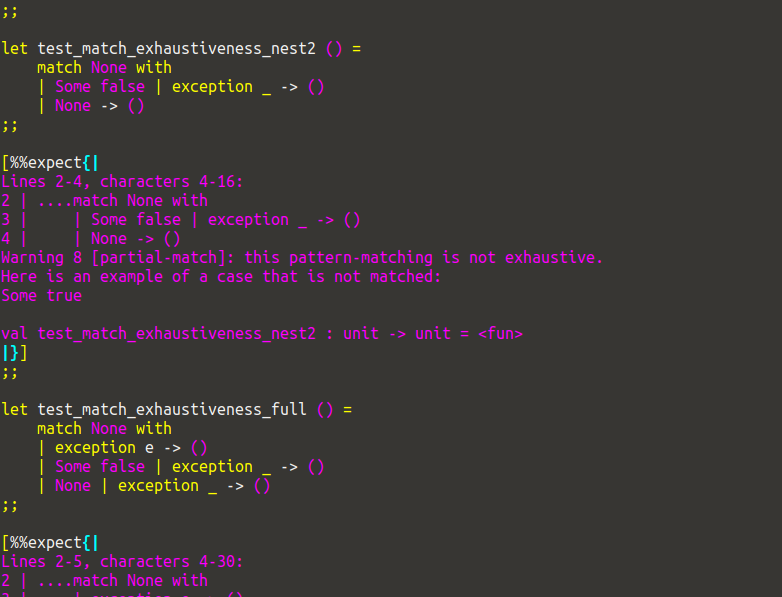 ;;
let test_match_exhaustiveness_nest2 () =
    match None with
    | Some false | exception _ -> ()
    | None -> ()
;;
[%%expect{|
Lines 2-4, characters 4-16:
2 | ....match None with
3 |     | Some false | exception _ -> ()
4 |     | None -> ()
Warning 8 [partial-match]: this pattern-matching is not exhaustive.
Here is an example of a case that is not matched:
Some true
val test_match_exhaustiveness_nest2 : unit -> unit = <fun>
|}]
;;
let test_match_exhaustiveness_full () =
    match None with
    | exception e -> ()
    | Some false | exception _ -> ()
    | None | exception _ -> ()
;;
[%%expect{|
Lines 2-5, characters 4-30:
2 | ....match None with